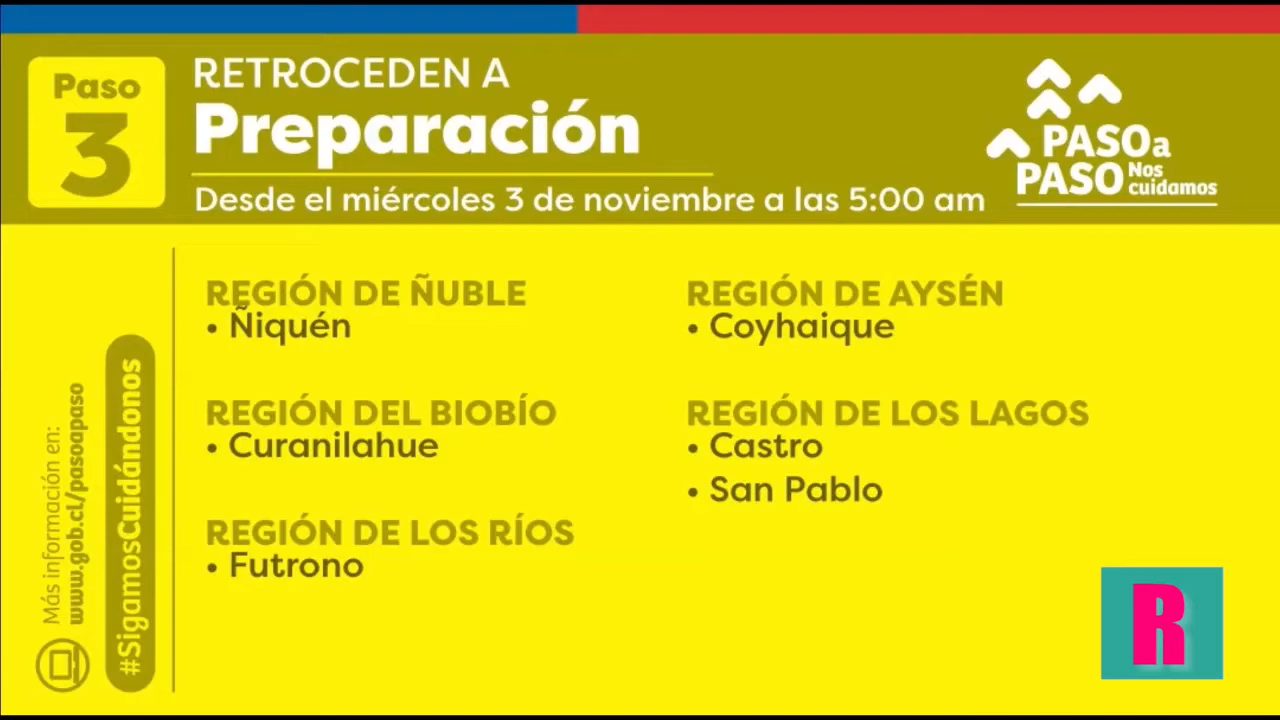 Paso
3
RETROCEDEN A
Preparación
Desde el miércoles 3 de noviembre a las 5:00 am
PASOa
PASO Nos
cuidamos
Más información en:
www.gob.cl/pasoapaso
#SigamosCuidándonos
REGIÓN DE ÑUBLE
• Ñiquén
REGIÓN DEL BIOBÍO
• Curanilahue
REGIÓN DE LOS RÍOS
• Futrono
REGIÓN DE AYSÉN
• Coyhaique
REGIÓN DE LOS LAGOS
• Castro
• San Pablo
R